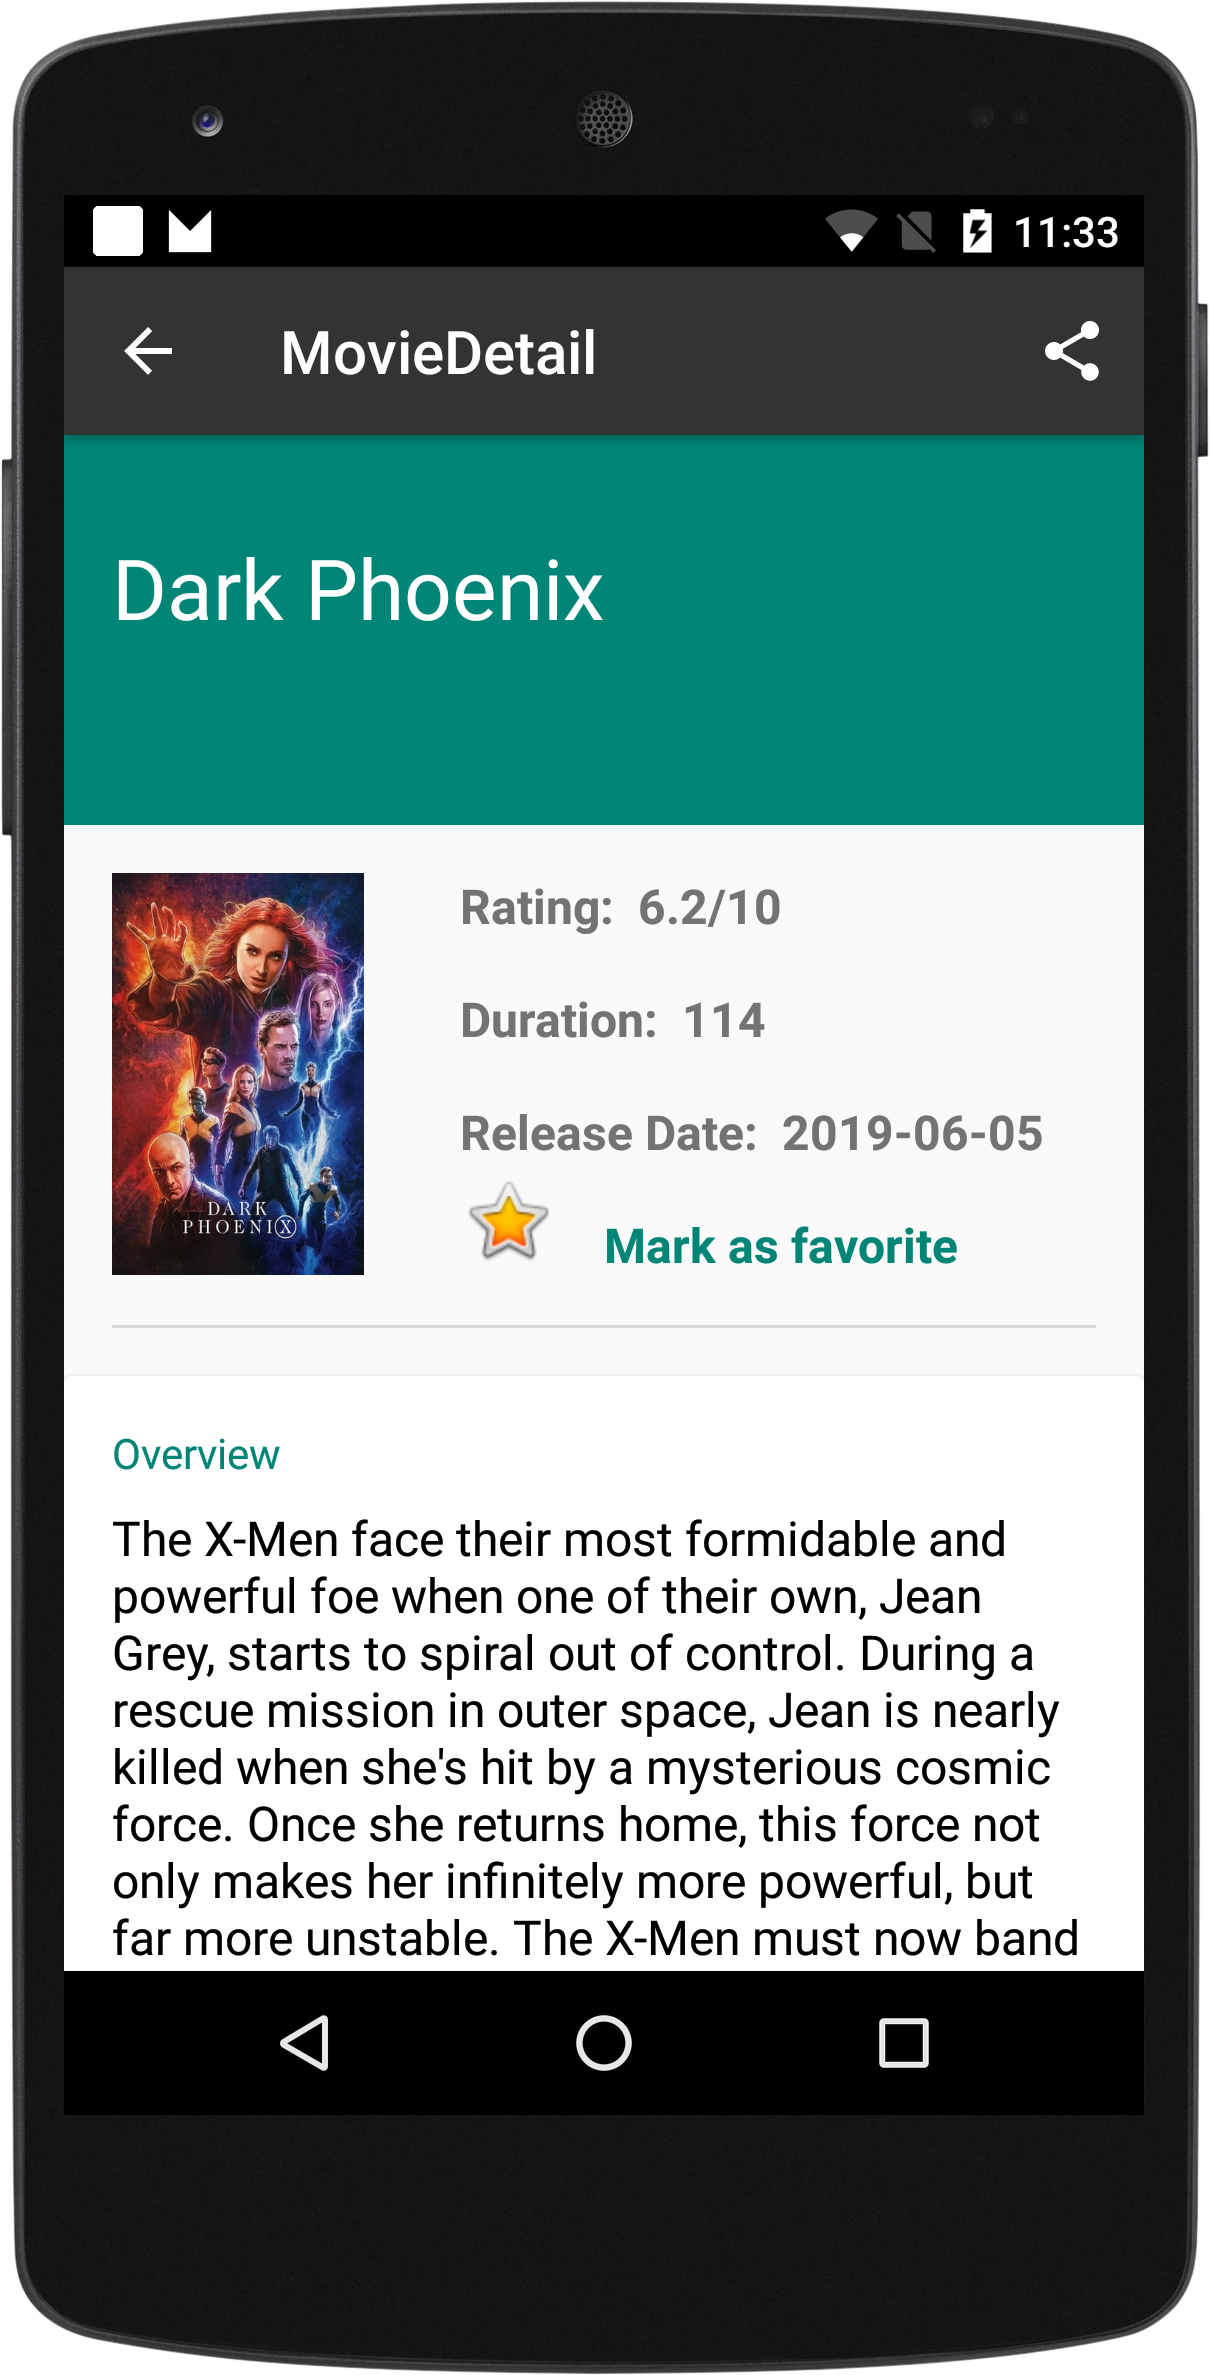 11:33
MovieDetail
Dark Phoenix
Rating: 6.2/10
Duration: 114
Release Date: 2019-06-05
Mark as favorite
DARK
PHOENIX
Overview
The X-Men face their most formidable and
powerful foe when one of their own, Jean
Grey, starts to spiral out of control. During a
rescue mission in outer space, Jean is nearly
killed when she's hit by a mysterious cosmic
force. Once she returns home, this force not
only makes her infinitely more powerful, but
far more unstable. The X-Men must now band